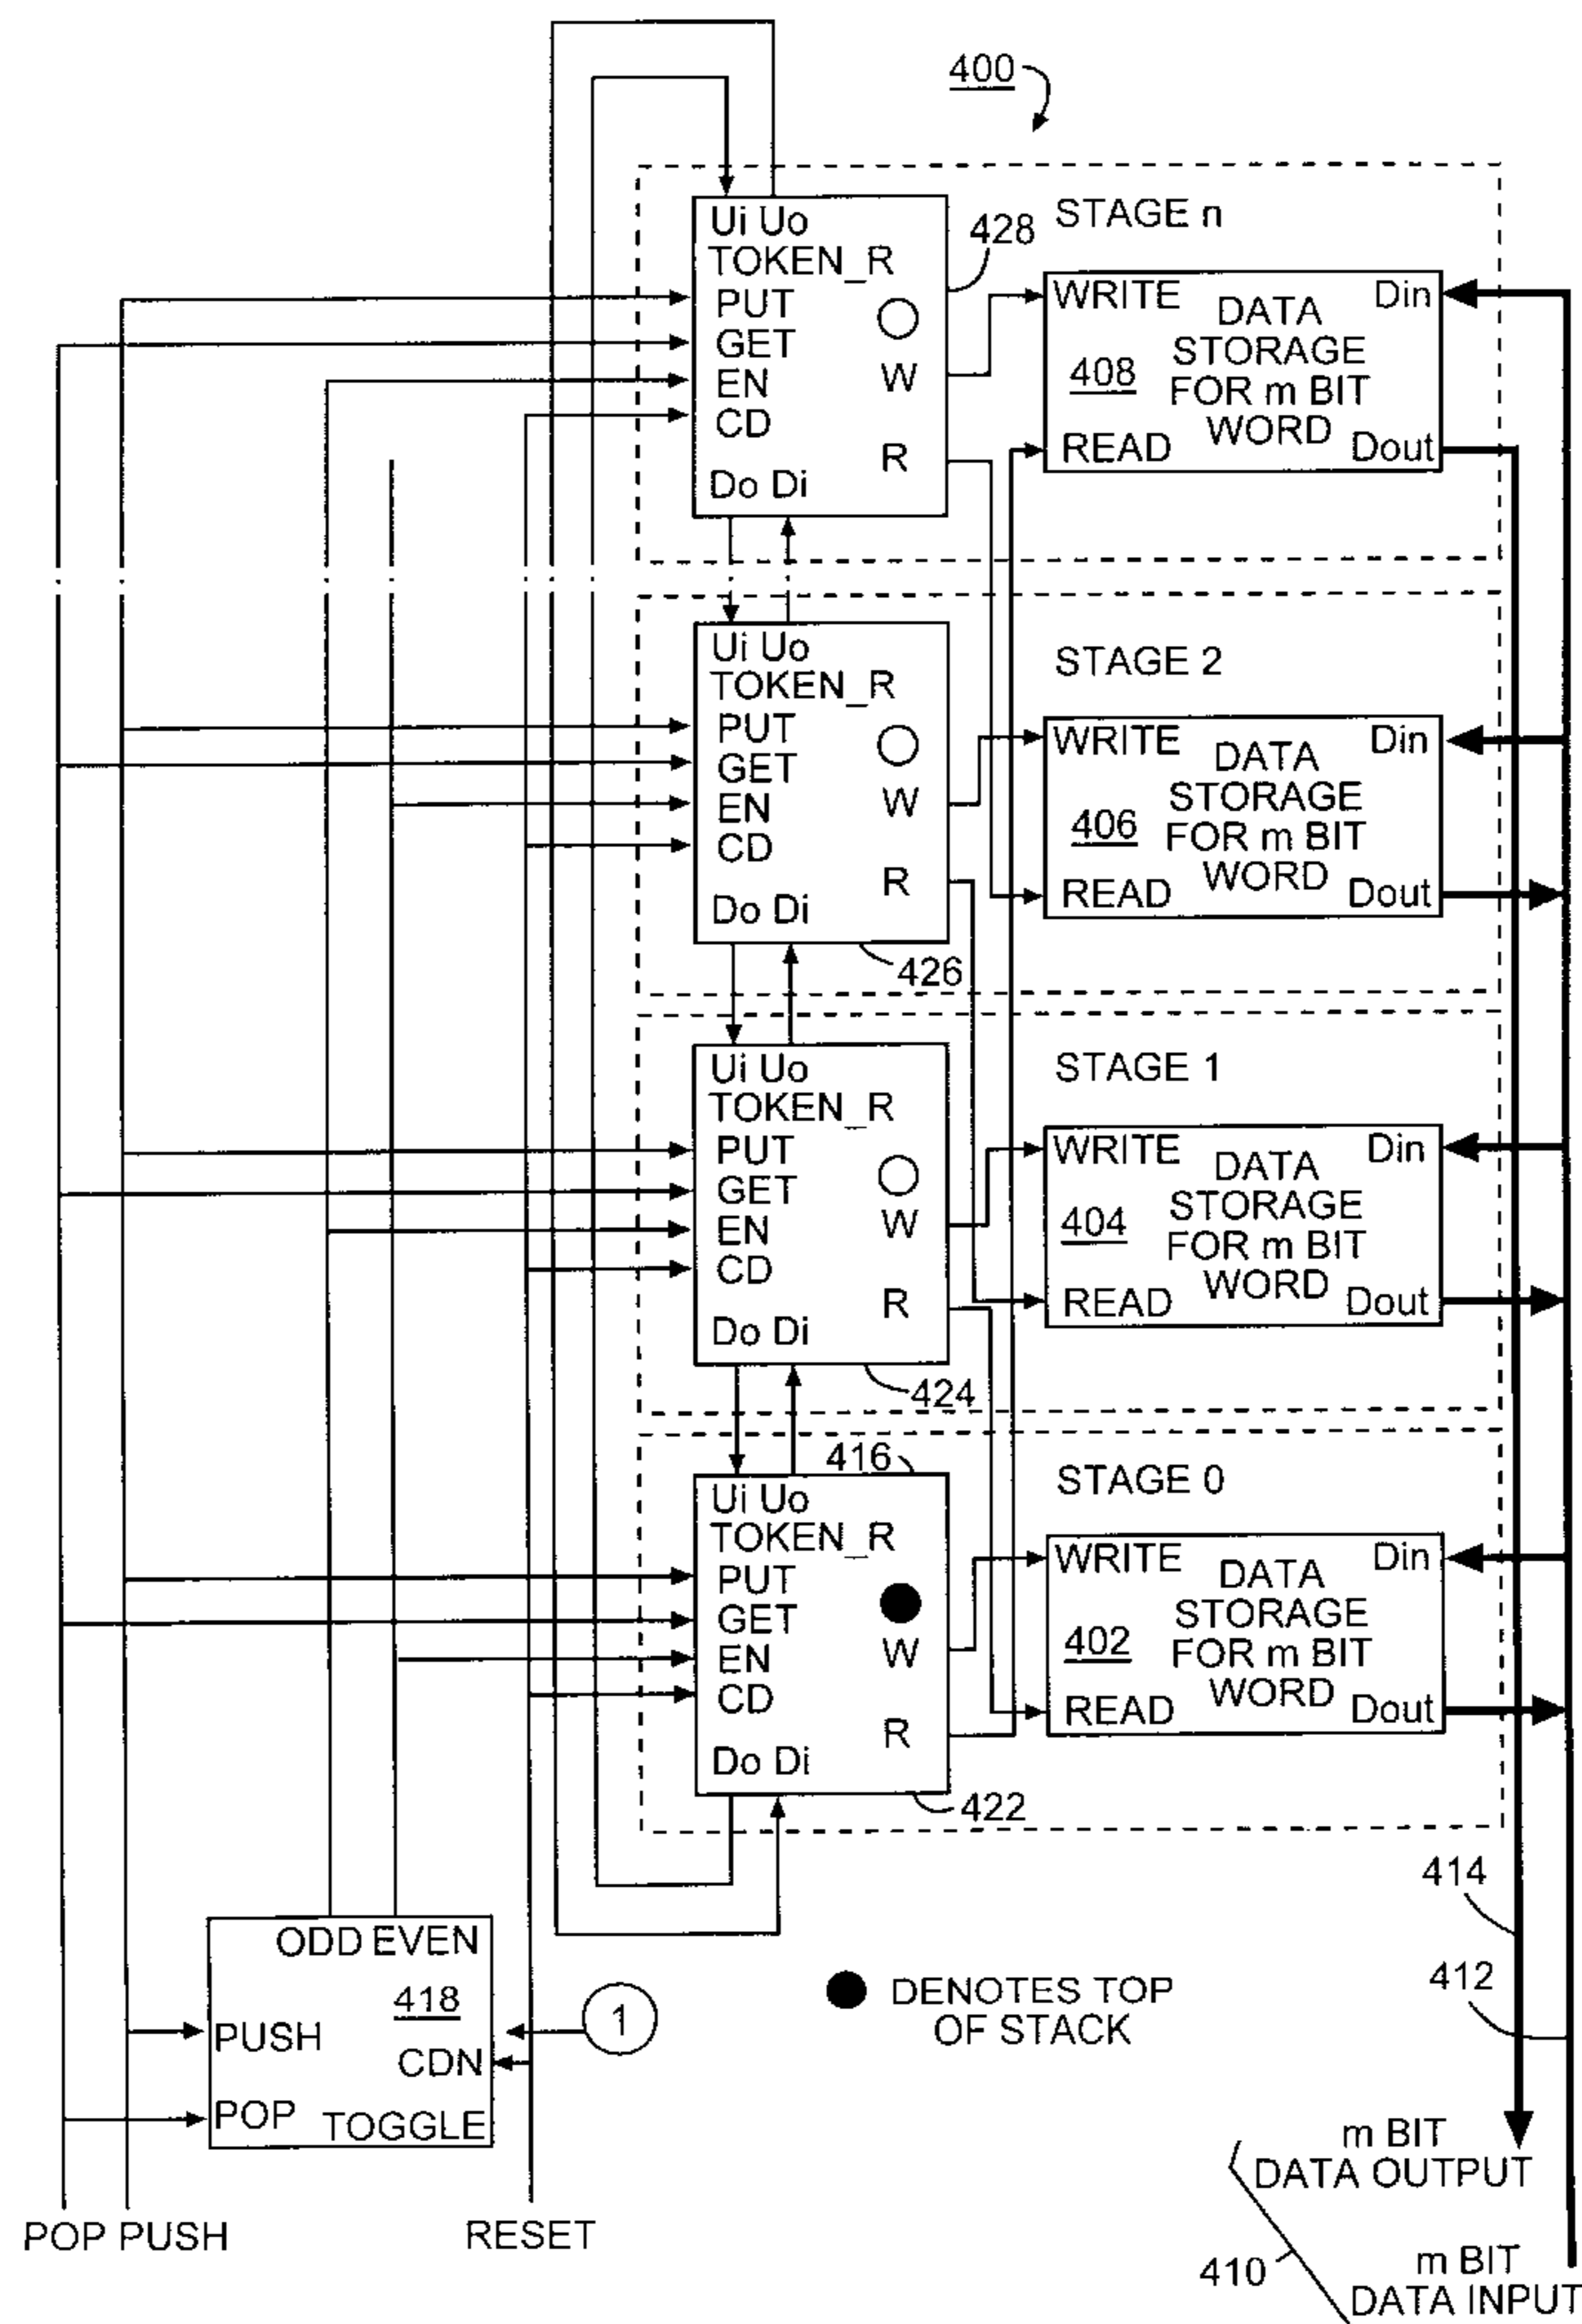 400
STAGE n
Ui Uo
TOKEN_R
PUT
GET
EN
CD
W
R
Do Di
428
WRITE
Din
DATA
STORAGE
FOR m BIT
WORD
408
READ
Dout
STAGE 2
Ui Uo
TOKEN_R
PUT
GET
EN
CD
W
R
Do Di
426
WRITE
Din
DATA
STORAGE
FOR m BIT
WORD
406
READ
Dout
STAGE 1
Ui Uo
TOKEN_R
PUT
GET
EN
CD
W
R
Do Di
424
WRITE
Din
DATA
STORAGE
FOR m BIT
WORD
404
READ
Dout
416
STAGE 0
Ui Uo
TOKEN_R
PUT
GET
EN
CD
W
R
Do Di
422
WRITE
Din
DATA
STORAGE
FOR m BIT
WORD
402
READ
Dout
414
412
ODD EVEN
418
PUSH
CDN
POP
TOGGLE
1
DENOTES TOP
OF STACK
POP PUSH
RESET
m BIT
DATA OUTPUT
410
m BIT
DATA INPUT